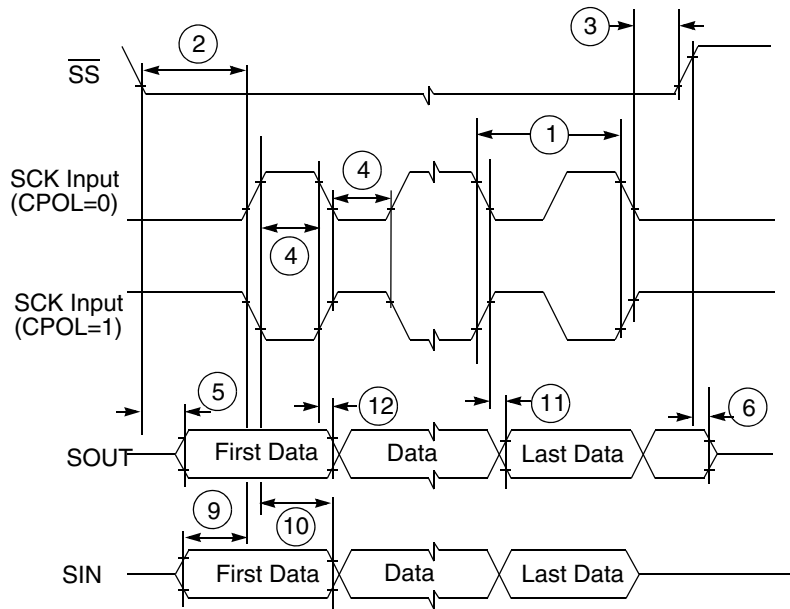 2
3
SS
1
SCK Input
(CPOL=0)
4
4
SCK Input
(CPOL=1)
5
12
11
6
SOUT
First Data
Data
Last Data
9
10
SIN
First Data
Data
Last Data